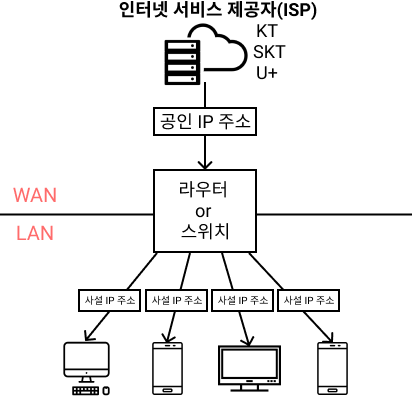 인터넷 서비스 제공자(ISP)
KT
SKT
U+
공인 IP 주소
라우터
or
스위치
WAN
LAN
사설 IP 주소
사설 IP 주소
사설 IP 주소
사설 IP 주소